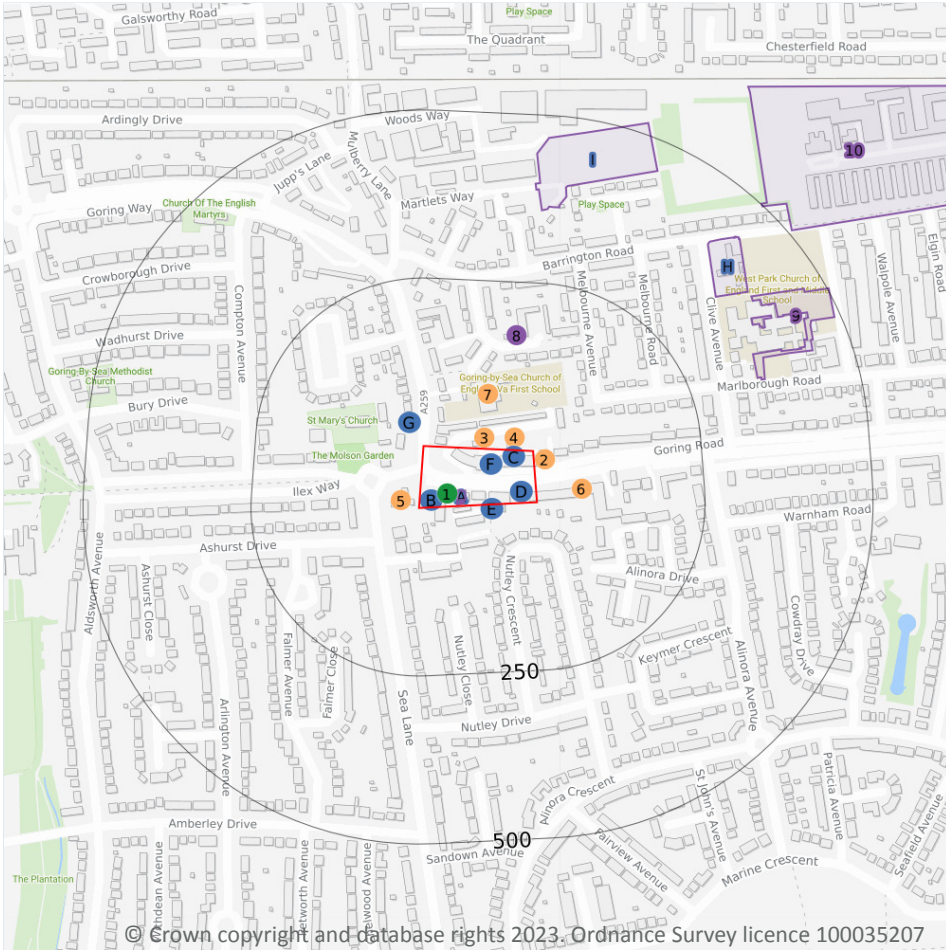 Galsworthy Road
Play Space
The Quadrant
Chesterfield Road
Ardingly Drive
Woods Way
Mulberry Lane
Jupp's Lane
10
I
Martlets Way
Play Space
Church Of The English
Martyrs
Goring Way
Elgin Road
Barrington Road
Walpole Avenue
Crowborough Drive
H
West Park Church of
England First and Middle
School
Compton Avenue
Melbourne Avenue
Melbourne Road
Clive Avenue
9
Wadhurst Drive
8
Goring-By-Sea Methodist
Church
Goring-by-Sea Church of
First School
Marlborough Road
A259
7
Bury Drive
St Mary's Church
G
3
4
Goring Road
The Molson Garden
C
F
2
Ilex Way
5
B
1
A
D
6
E
Warnham Road
Ashurst Drive
Aldsworth Avenue
Ashurst Close
Nutley Crescent
Alinora Drive
Cowdray Drive
Falmer Avenue
Falmer Close
Nutley Close
Keymer Crescent
250
Alinora Avenue
Arlington Avenue
Sea Lane
Nutley Drive
Patricia Avenue
St John's Avenue
Alinora Crescent
Seafield Avenue
Amberley Drive
500
Sandown Avenue
Fairview Avenue
Marine Crescent
The Plantation
© Crown copyright and database rights 2023. Ordnance Survey licence 100035207